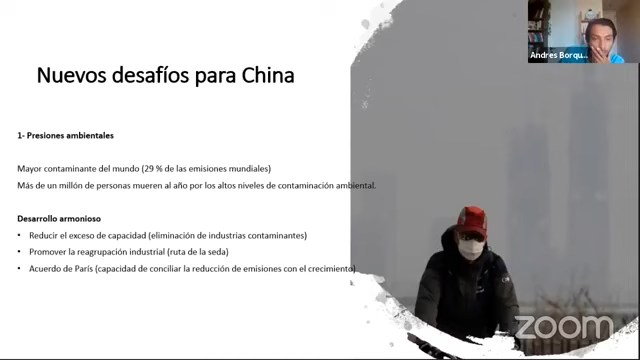 Nuevos desafíos para China
Andres Borqu...
1- Presiones ambientales
Mayor contaminante del mundo (29 % de las emisiones mundiales)
Más de un millón de personas mueren al año por los altos niveles de contaminación ambiental.
Desarrollo armonioso
• Reducir el exceso de capacidad (eliminación de industrias contaminantes)
• Promover la reagrupación industrial (ruta de la seda)
• Acuerdo de París (capacidad de conciliar la reducción de emisiones con el crecimiento)
zoom